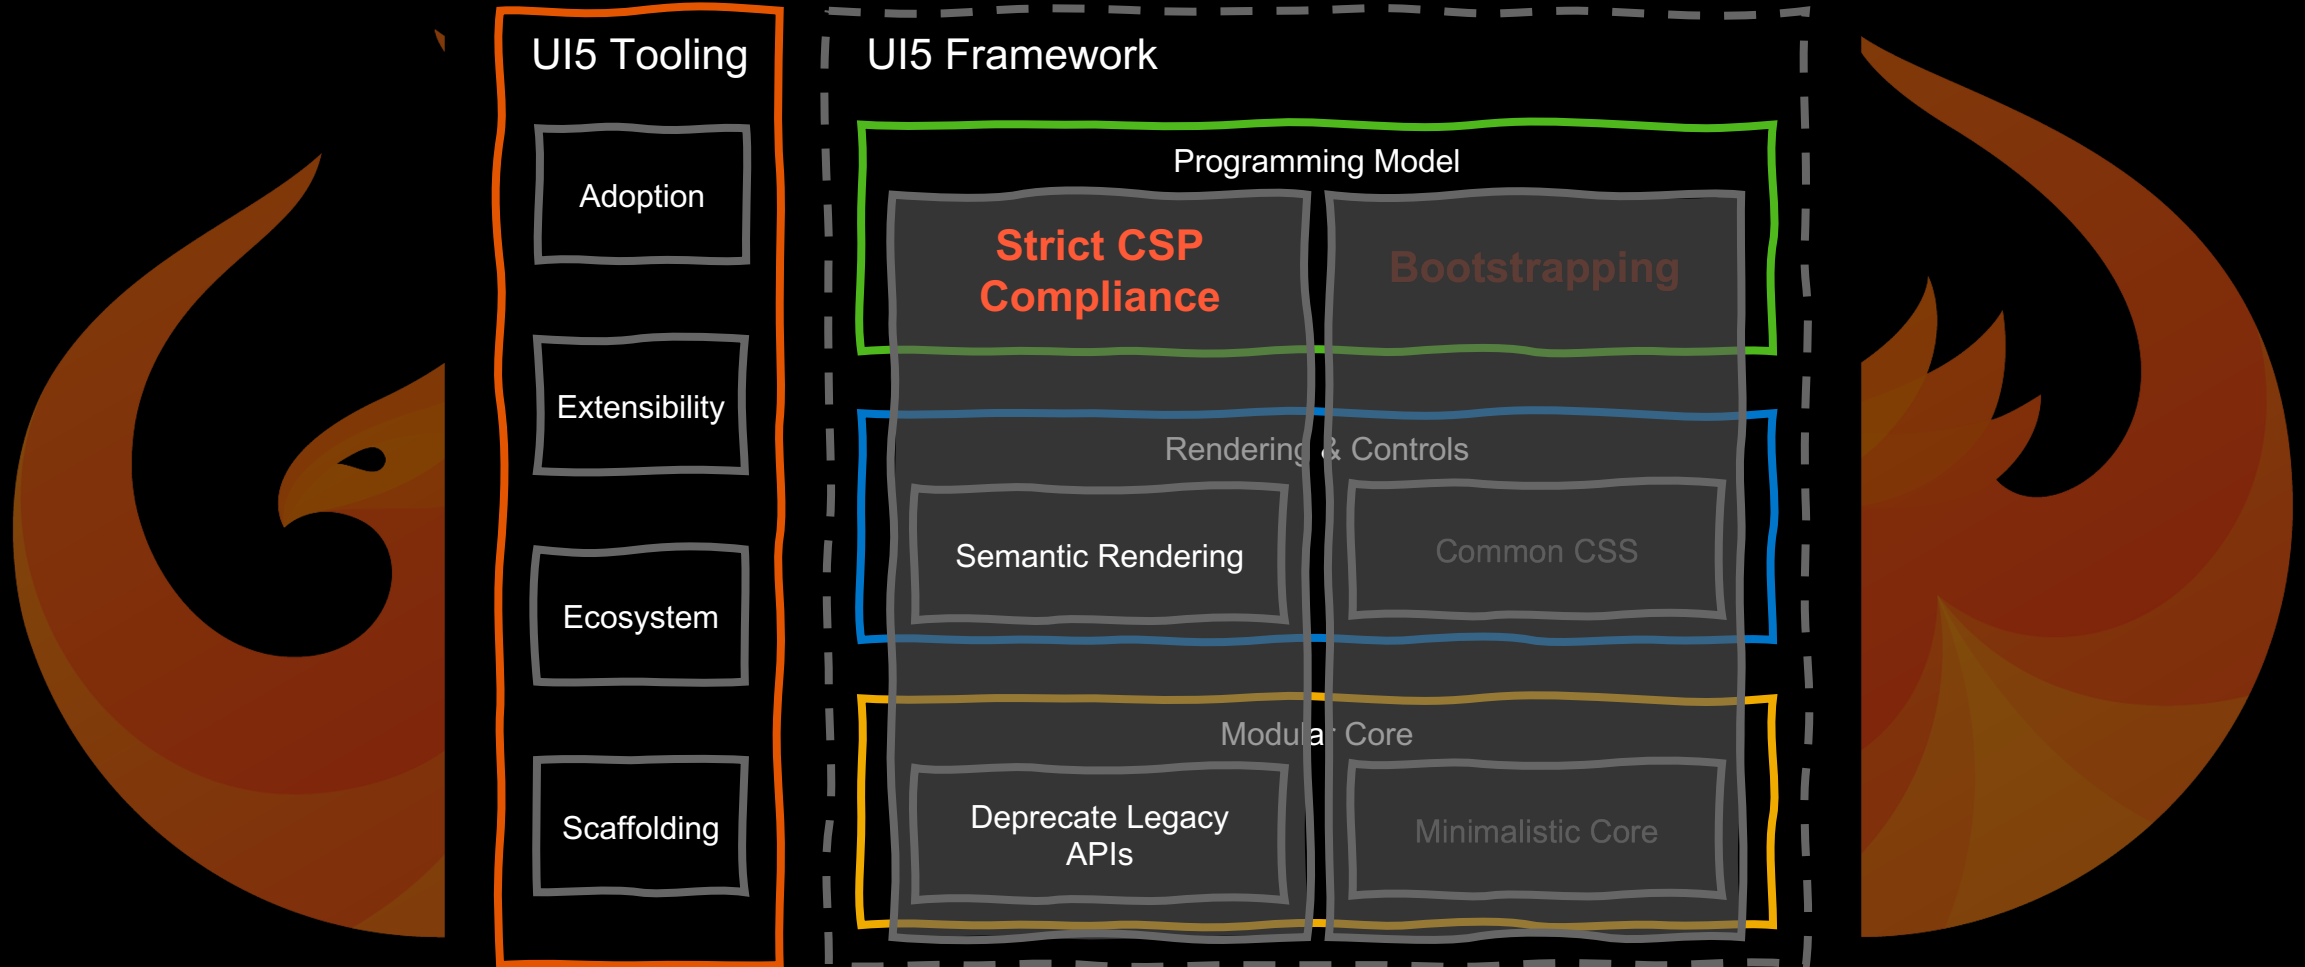 UI5 Tooling
Adoption
Extensibility
Ecosystem
Scaffolding
UI5 Framework
Programming Model
Strict CSP
Compliance
Bootstrapping
Rendering & Controls
Semantic Rendering
Common CSS
Modular Core
Deprecate Legacy
APIs
Minimalistic Core